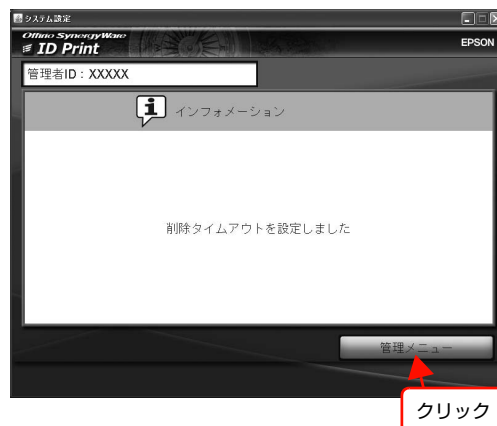 システム設定
Offirio SynergyWare
ID Print
EPSON
管理者ID：XXXXX
インフォメーション
削除タイムアウトを設定しました
管理メニュー
クリック